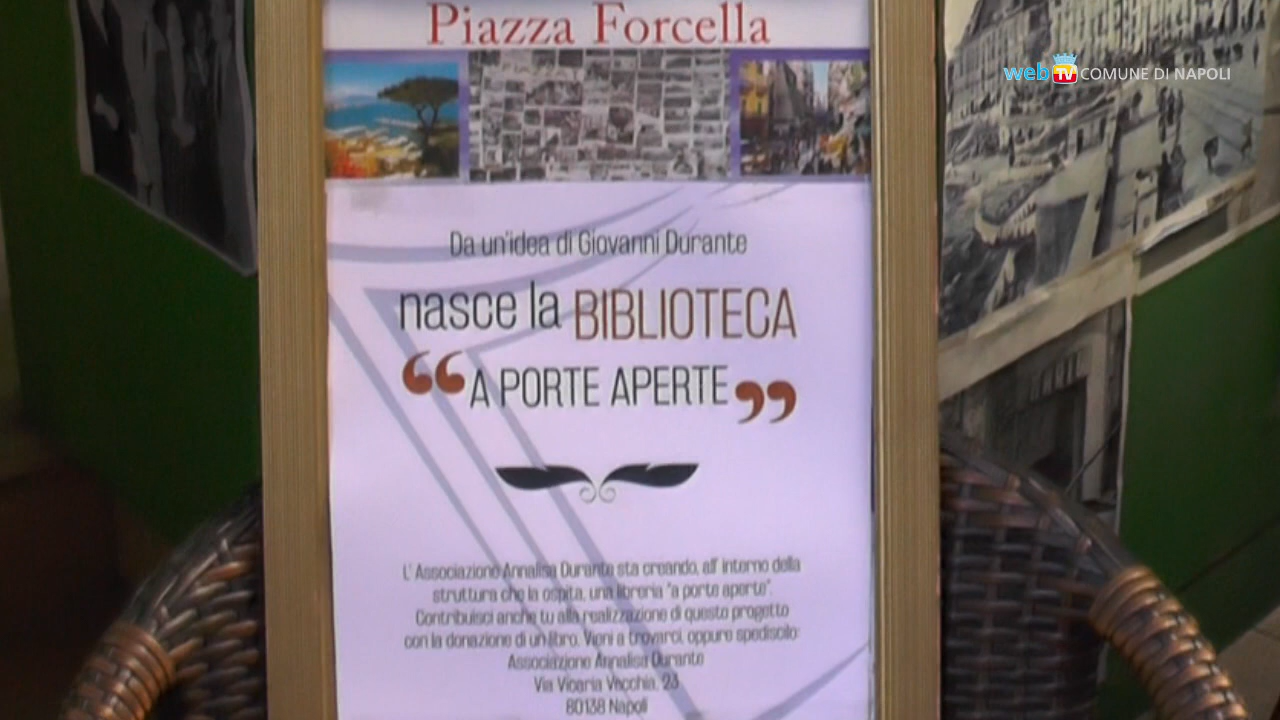 Piazza Forcella
web TV COMUNE DI NAPOLI
Da un'idea di Giovanni Durante
nasce la BIBLIOTECA
“A PORTE APERTE”
L' Associazione Annalisa Durante sta creando, all' interno della
struttura che la ospita, una libreria "a porte aperte".
Contribuisci anche tu alla realizzazione di questo progetto
con la donazione di un libro. Vieni a trovarci, oppure spediscilo:
Associazione Annalisa Durante
Via Vicaria Vecchia, 23
80138 Napoli